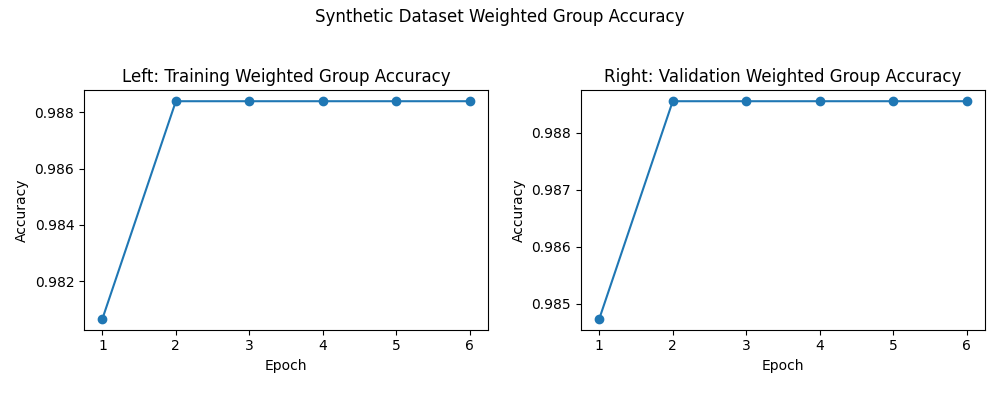 Synthetic Dataset Weighted Group Accuracy
Left: Training Weighted Group Accuracy
0.988
0.986
0.984
0.982
Accuracy
1 2 3 4 5 6
Epoch
Right: Validation Weighted Group Accuracy
0.988
0.987
0.986
0.985
Accuracy
1 2 3 4 5 6
Epoch